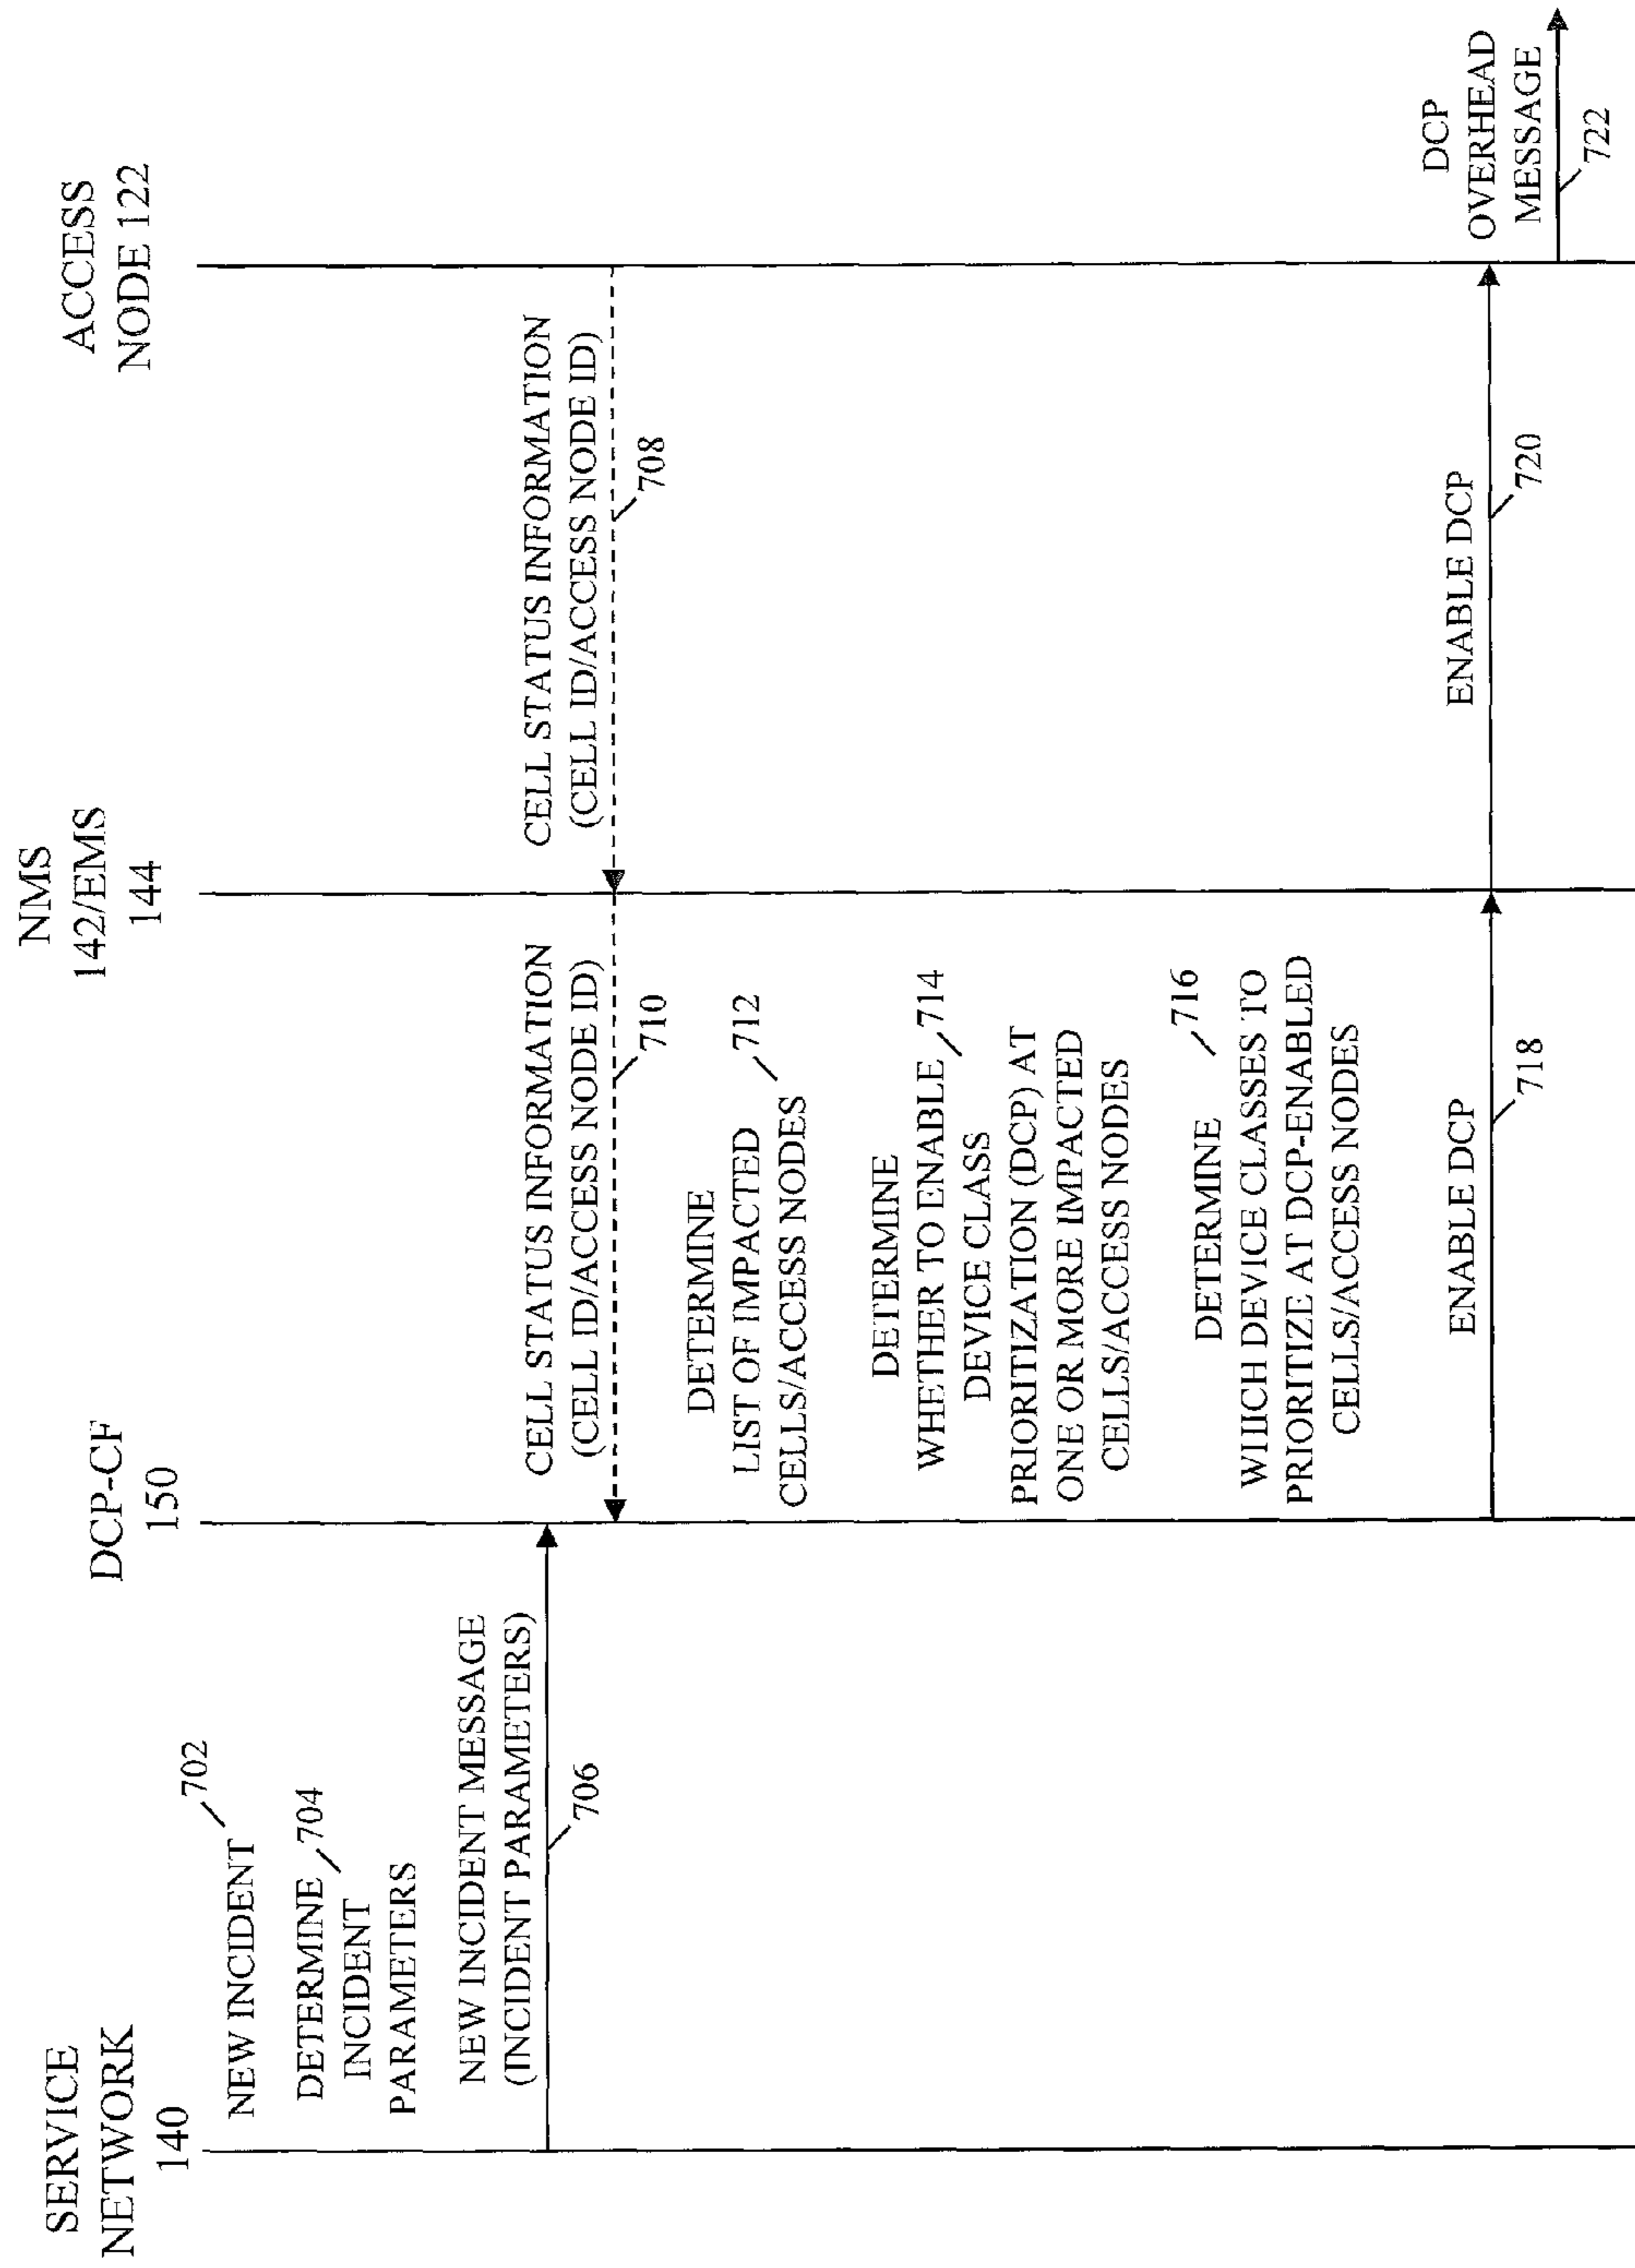 SERVICE
NETWORK
140
DCP-CF
150
NMS
142/EMS
144
ACCESS
NODE 122
NEW INCIDENT
702
DETERMINE
704
INCIDENT
PARAMETERS
NEW INCIDENT MESSAGE
(INCIDENT PARAMETERS)
706
CELL STATUS INFORMATION
(CELL ID/ACCESS NODE ID)
708
CELL STATUS INFORMATION
(CELL ID/ACCESS NODE ID)
710
DETERMINE
LIST OF IMPACTED
712
CELLS/ACCESS NODES
DETERMINE
WHETHER TO ENABLE
714
DEVICE CLASS
PRIORITIZATION (DCP) AT
ONE OR MORE IMPACTED
CELLS/ACCESS NODES
DETERMINE
716
WHICH DEVICE CLASSES TO
PRIORITIZE AT DCP-ENABLED
CELLS/ACCESS NODES
ENABLE DCP
718
ENABLE DCP
720
DCP
OVERHEAD
MESSAGE
722